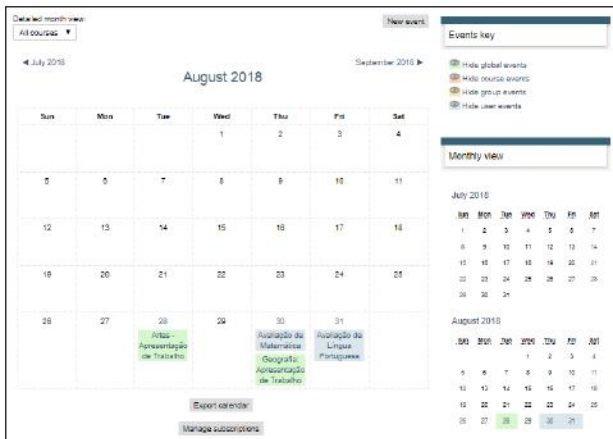 Detailed month view:
All courses ▼
New event
◀ July 2018
September 2018 ▶
August 2018
Sun Mon Tue Wed Thu Fri Sat
1 2 3 4
5 6 7 8 9 10 11
12 13 14 15 16 17 18
19 20 21 22 23 24 25
26 27 28 29 30 31
Artes -
Apresentação
de Trabalho
Avaliação de
Matemática
Geografia:
Apresentação
de Trabalho
Avaliação de
Língua
Portuguesa
Export calendar
Manage subscriptions
Events key
Hide global events
Hide course events
Hide group events
Hide user events
Monthly view
July 2018
Sun Mon Tue Wed Thu Fri Sat
1 2 3 4 5 6 7
8 9 10 11 12 13 14
15 16 17 18 19 20 21
22 23 24 25 26 27 28
29 30 31
August 2018
Sun Mon Tue Wed Thu Fri Sat
1 2 3 4
5 6 7 8 9 10 11
12 13 14 15 16 17 18
19 20 21 22 23 24 25
26 27 28 29 30 31